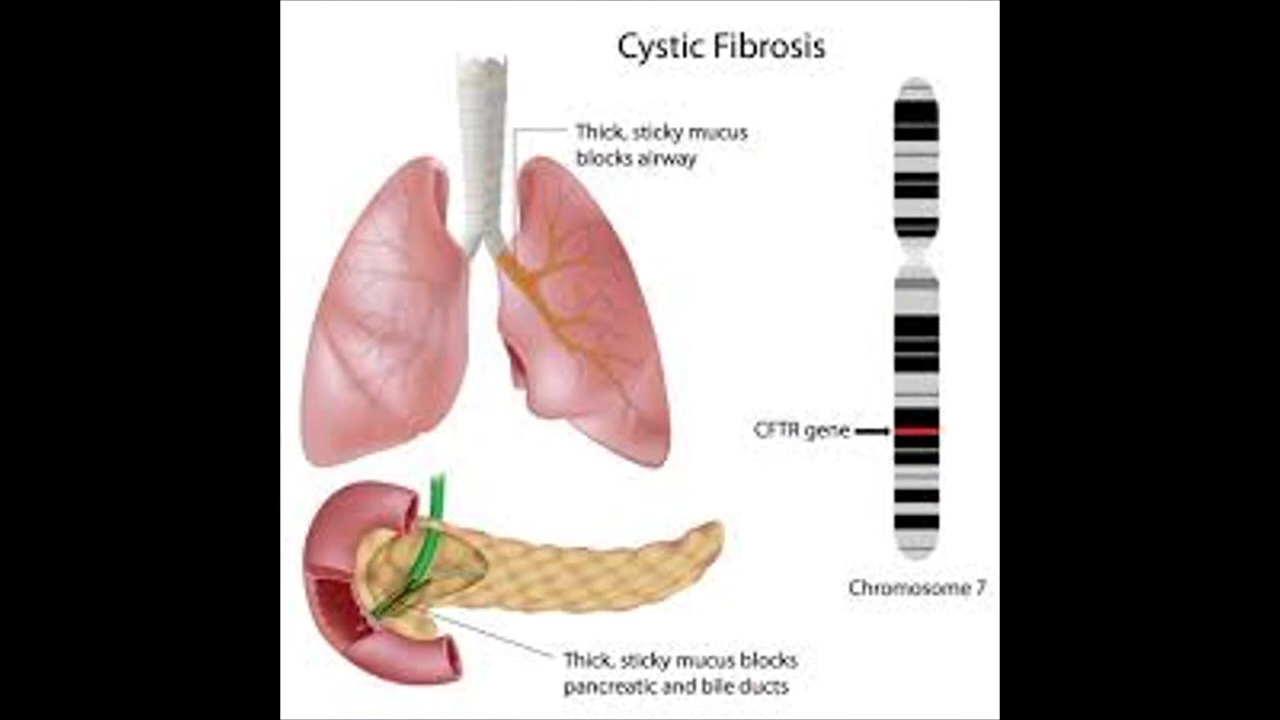 Cystic Fibrosis
Thick, sticky mucus
blocks airway
CFTR gene
Chromosome 7
Thick, sticky mucus blocks
pancreatic and bile ducts